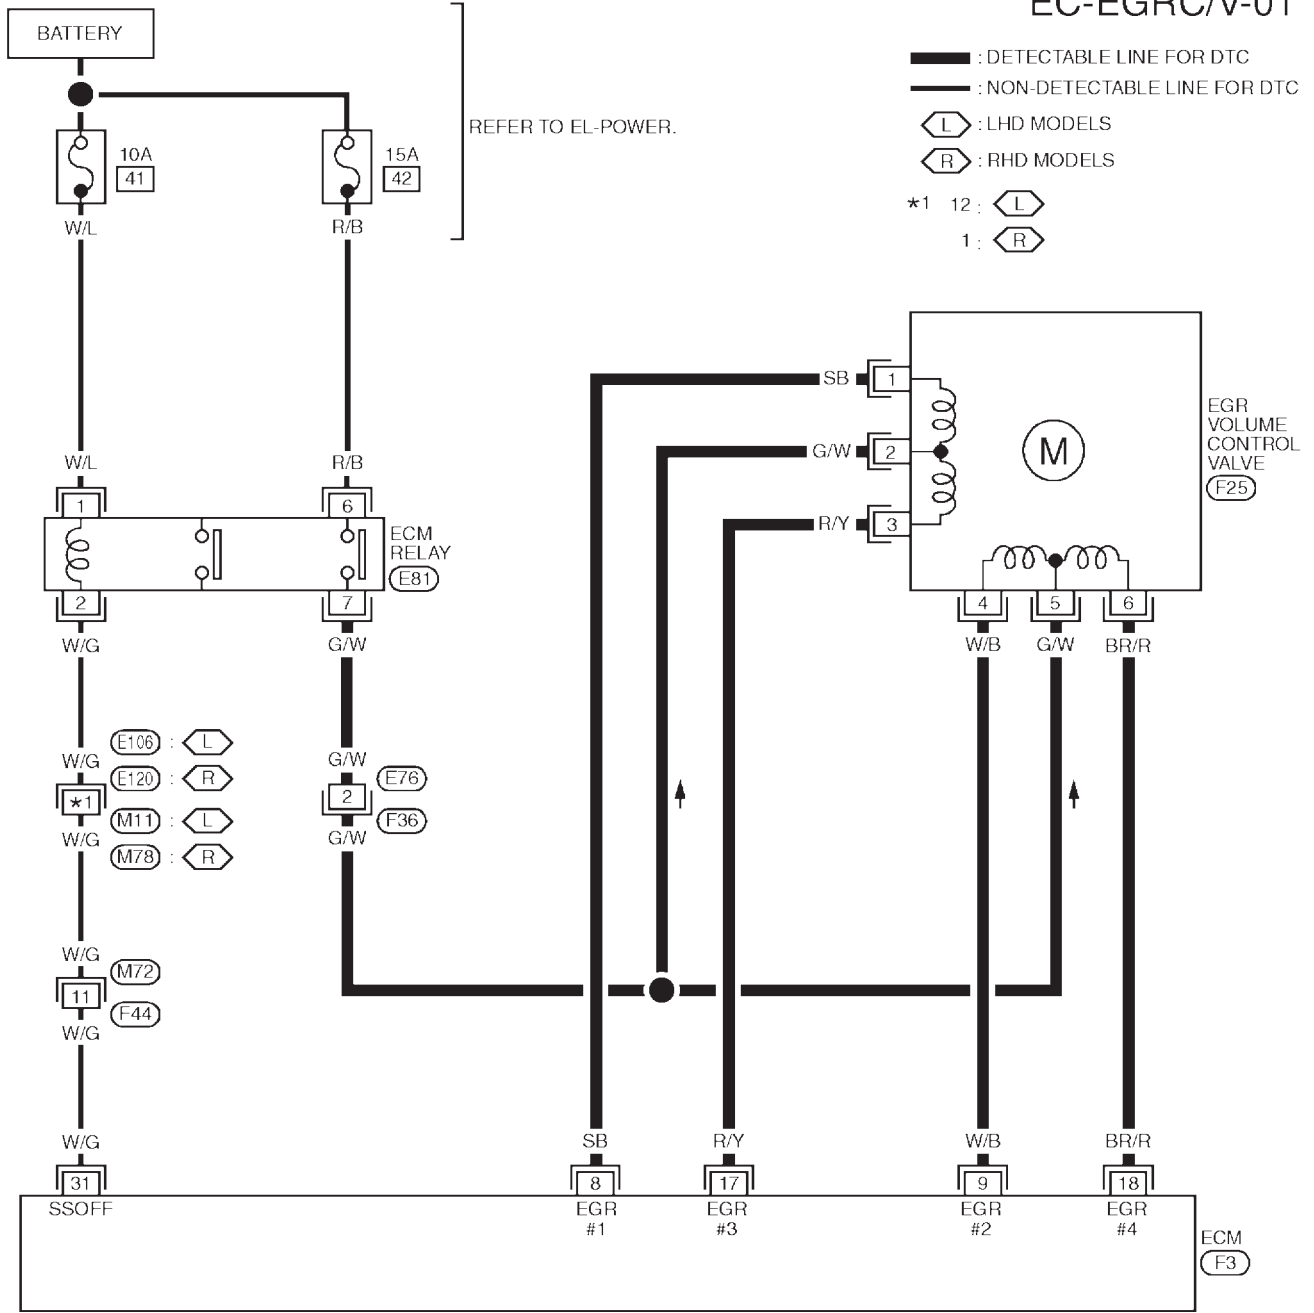 EC-EGRC/V-01
BATTERY
: DETECTABLE LINE FOR DTC
: NON-DETECTABLE LINE FOR DTC
L : LHD MODELS
R : RHD MODELS
*1 12 : L
1 : R
REFER TO EL-POWER.
10A
41
15A
42
W/L
R/B
W/L
R/B
1
6
ECM
RELAY
E81
2
7
W/G
G/W
W/G
G/W
E106 : L
E120 : R
*1
M11 : L
M78 : R
W/G
2
E76
F36
G/W
W/G
M72
11
F44
W/G
W/G
31
SSOFF
SB
1
G/W
2
R/Y
3
M
EGR
VOLUME
CONTROL
VALVE
F25
4
5
6
W/B
G/W
BR/R
SB
R/Y
W/B
BR/R
8
17
9
18
EGR
#1
EGR
#3
EGR
#2
EGR
#4
ECM
F3